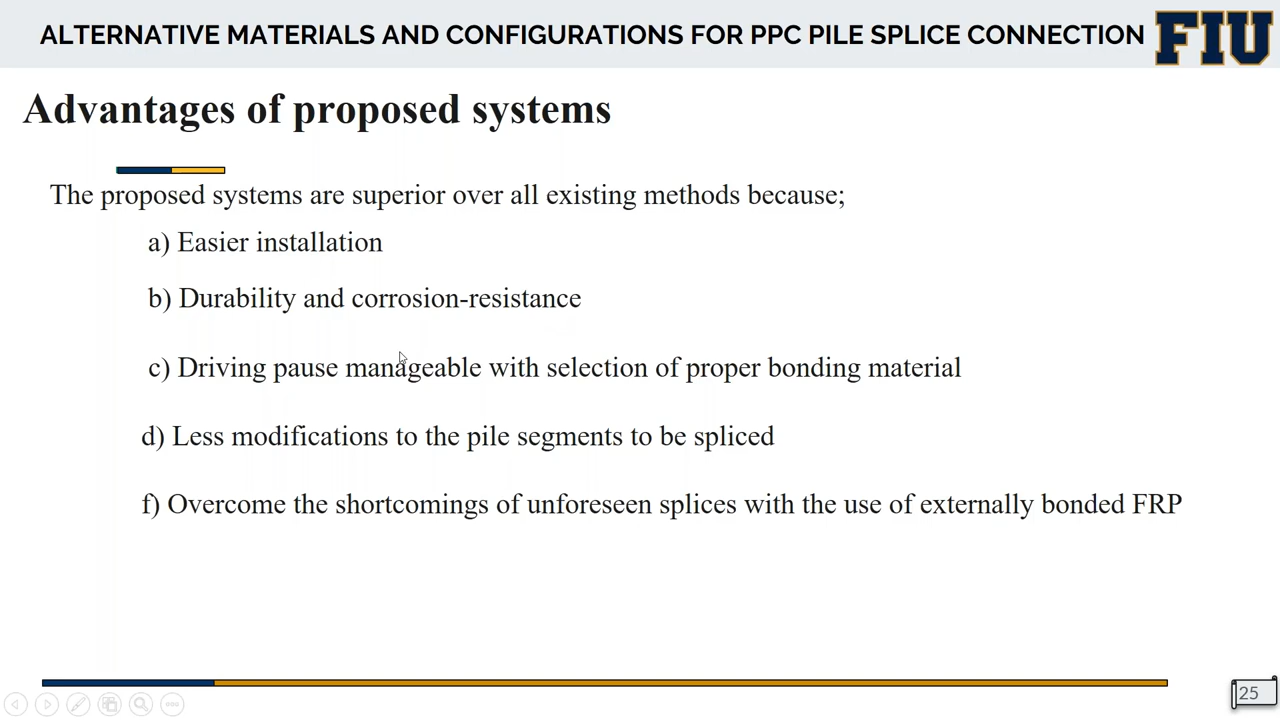 ALTERNATIVE MATERIALS AND CONFIGURATIONS FOR PPC PILE SPLICE CONNECTION
FIU
Advantages of proposed systems
The proposed systems are superior over all existing methods because;
a) Easier installation
b) Durability and corrosion-resistance
c) Driving pause manageable with selection of proper bonding material
d) Less modifications to the pile segments to be spliced
f) Overcome the shortcomings of unforeseen splices with the use of externally bonded FRP
25